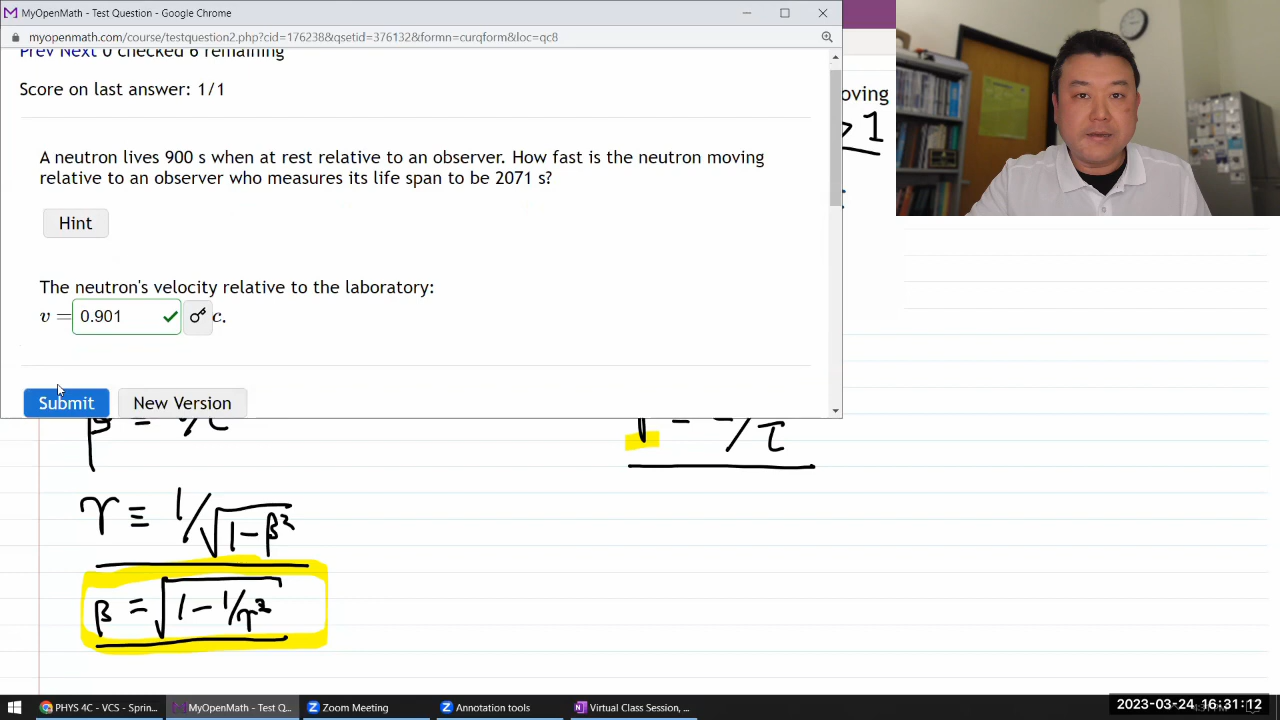 MyOpenMath - Test Question - Google Chrome
myopenmath.com/course/testquestion2.php?cid=176238&qsetid=376132&formn=curqform&loc=qc8
Prev Next 0 checked 6 remaining
Score on last answer: 1/1
A neutron lives 900 s when at rest relative to an observer. How fast is the neutron moving
relative to an observer who measures its life span to be 2071 s?
Hint
The neutron's velocity relative to the laboratory:
v = 0.901 c.
Submit New Version
oving
> 1
γ ≡ 1/√(1-β²)
β = √(1 - 1/γ²)
PHYS 4C - VCS - Sprin...
MyOpenMath - Test Q...
Zoom Meeting
Annotation tools
Virtual Class Session, ...
2023-03-24 16:31:12